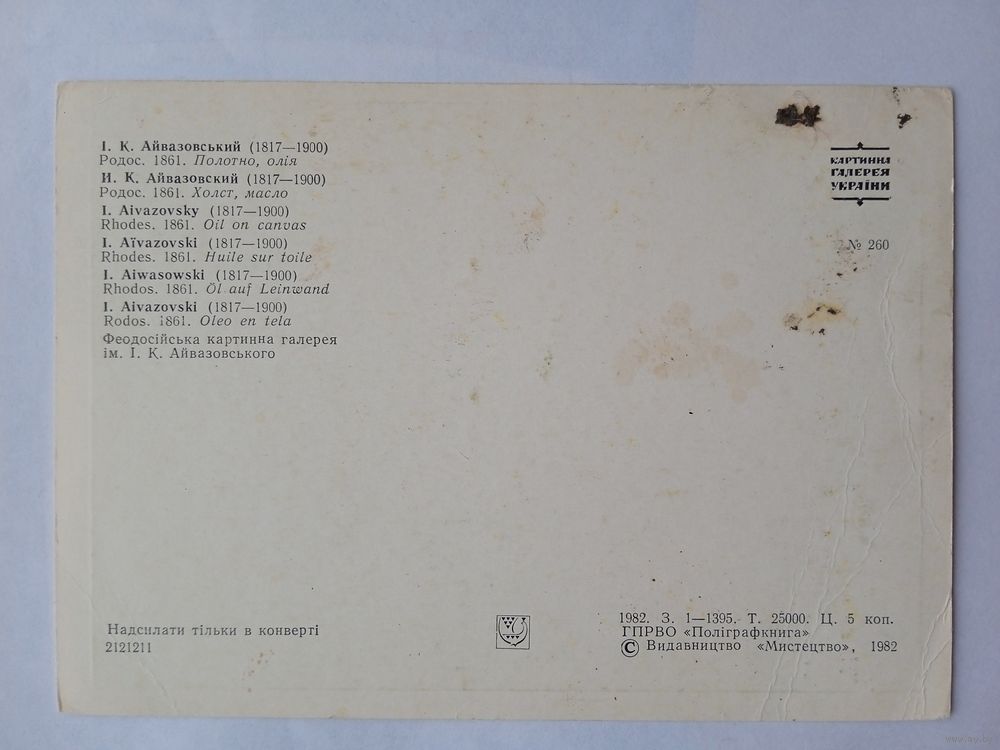 І. К. Айвазовський (1817—1900)
Родос. 1861. Полотно, олія
И. К. Айвазовский (1817—1900)
Родос. 1861. Холст, масло
I. Aivazovsky (1817—1900)
Rhodes. 1861. Oil on canvas
I. Aïvazovski (1817—1900)
Rhodes. 1861. Huile sur toile
I. Aiwasowski (1817—1900)
Rhodos. 1861. Öl auf Leinwand
I. Aivazovski (1817—1900)
Rodos. 1861. Oleo en tela
Феодосійська картинна галерея
ім. І. К. Айвазовського
КАРТИННА
ГАЛЕРЕЯ
УКРАЇНИ
№ 260
Надсилати тільки в конверті
2121211
1982. З. 1—1395. Т. 25000. Ц. 5 коп.
ГПРВО «Поліграфкнига»
© Видавництво «Мистецтво», 1982